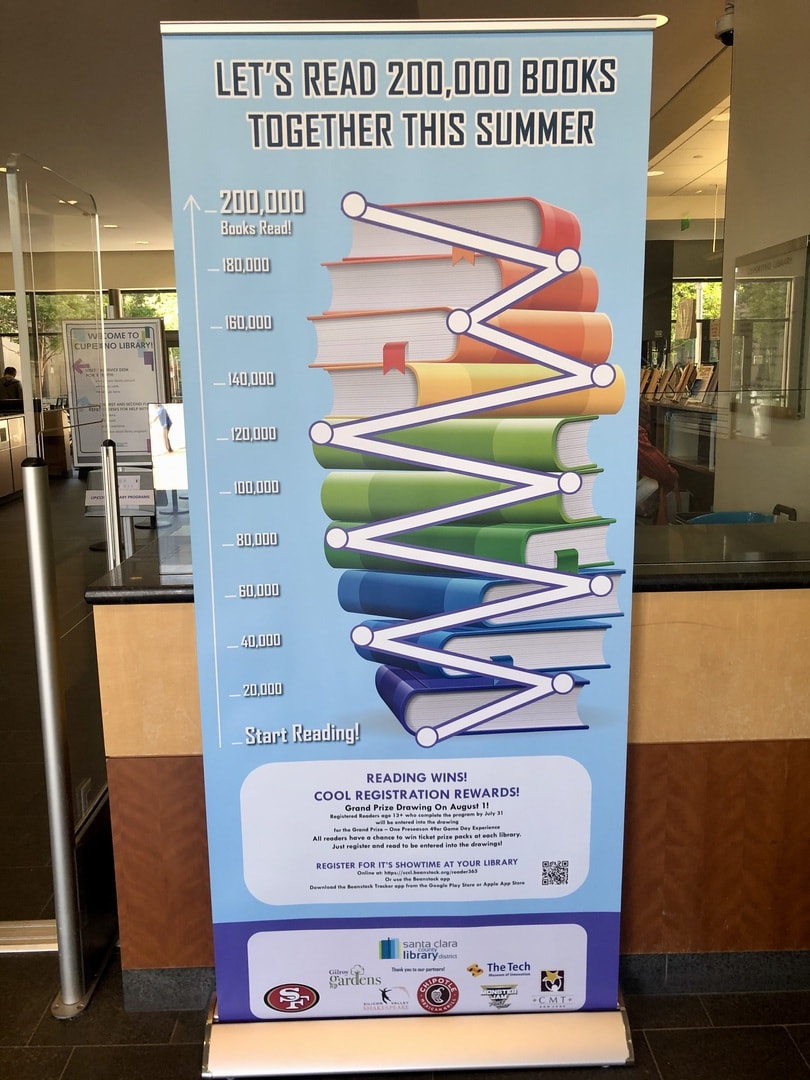 LET'S READ 200,000 BOOKS
TOGETHER THIS SUMMER
200,000
Books Read!
180,000
160,000
140,000
120,000
100,000
80,000
60,000
40,000
20,000
Start Reading!
READING WINS!
COOL REGISTRATION REWARDS!
Grand Prize Drawing On August 1!
Registered Readers age 13+ who complete the program by July 31
will be entered into the drawing
for the Grand Prize – One Preseason 49er Game Day Experience
All readers have a chance to win ticket prize packs at each library.
Just register and read to be entered into the drawings!
REGISTER FOR IT'S SHOWTIME AT YOUR LIBRARY
Online at: https://sccl.beanstack.org/reader365
Or use the Beanstack app
Download the Beanstack Tracker app from the Google Play Store or Apple App Store
santa clara
county
library district
Thank you to our partners!
Gilroy
gardens
The Tech
Museum of Innovation
SF
SILICON VALLEY
SHAKESPEARE
CHIPOTLE
MEXICAN GRILL
MONSTER
JAM
CMT
SAN JOSE
WELCOME TO
LIBRARY!